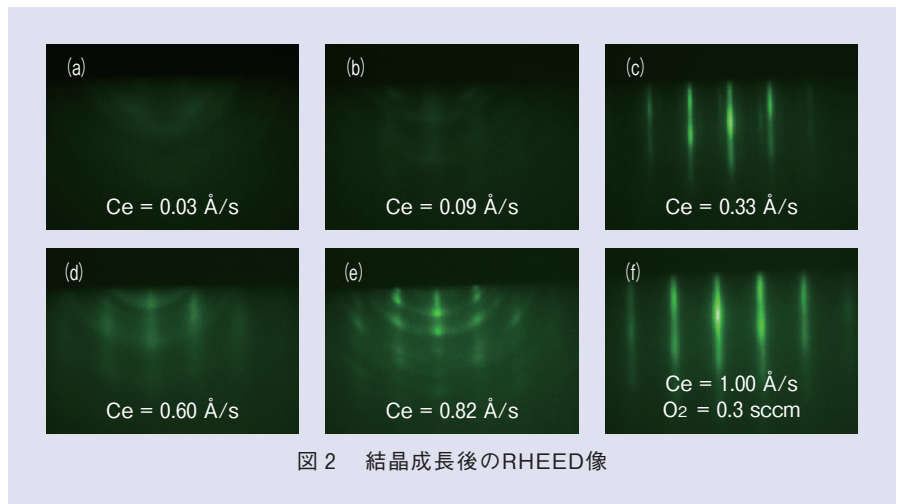 (a)
Ce = 0.03 Å/s
(b)
Ce = 0.09 Å/s
(c)
Ce = 0.33 Å/s
(d)
Ce = 0.60 Å/s
(e)
Ce = 0.82 Å/s
(f)
Ce = 1.00 Å/s
O₂ = 0.3 sccm
図2 結晶成長後のRHEED像